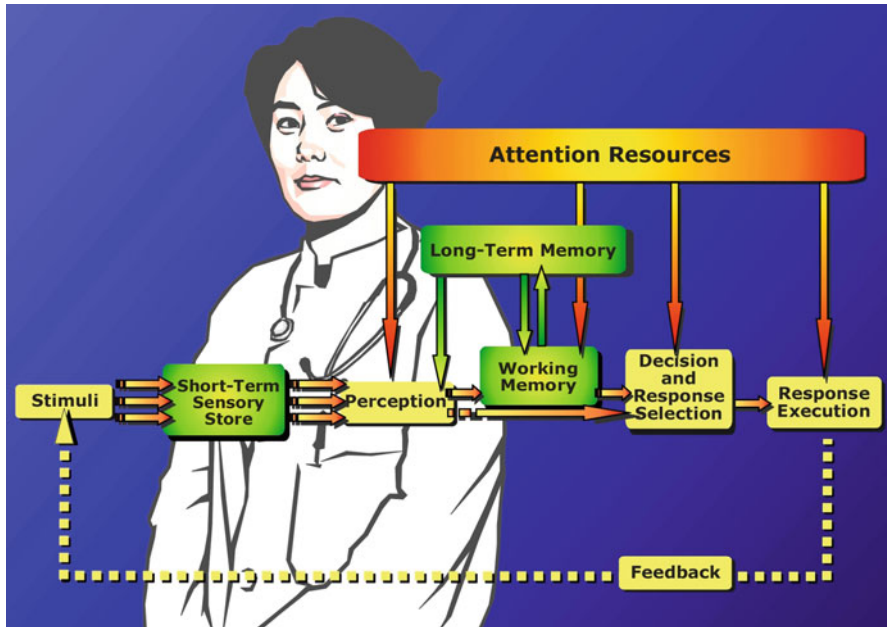 Attention Resources
Long-Term Memory
Stimuli
Short-Term
Sensory
Store
Perception
Working
Memory
Decision
and
Response
Selection
Response
Execution
Feedback